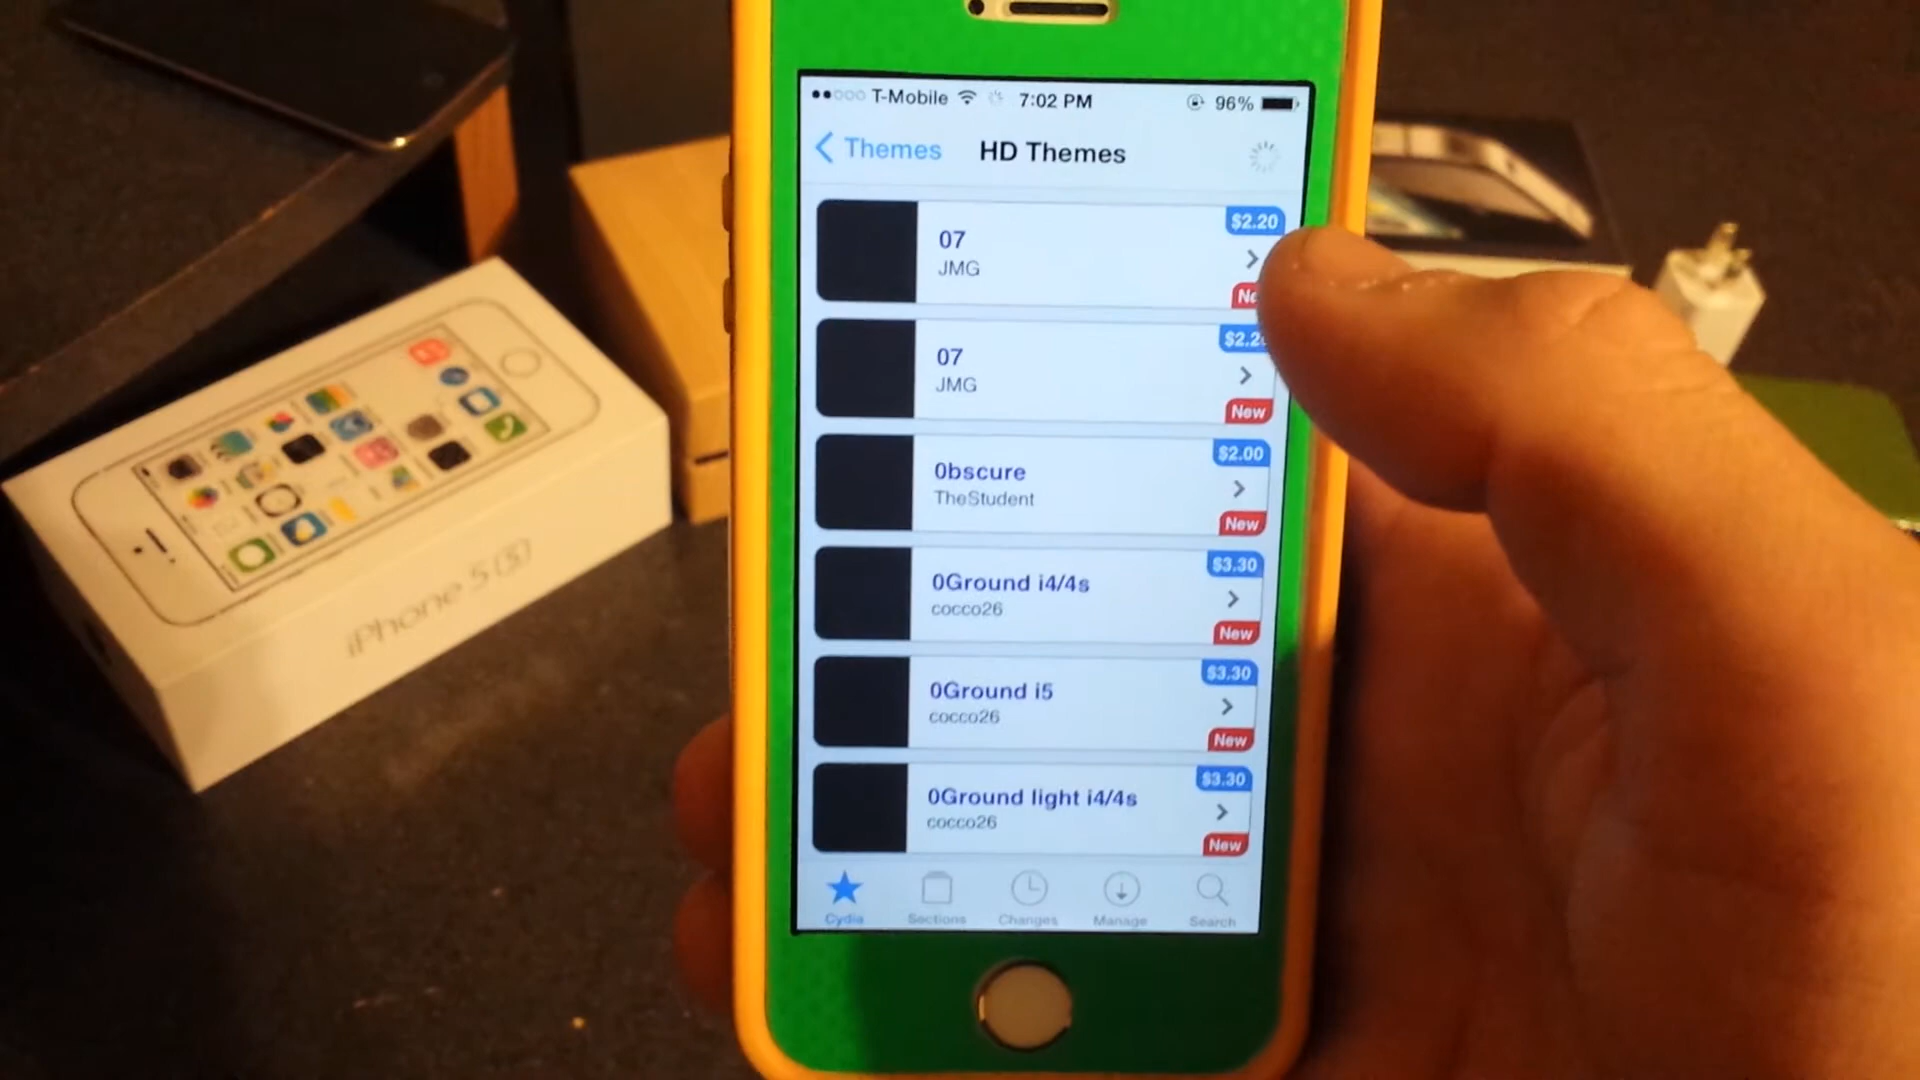 T-Mobile 7:02 PM 96%
Themes HD Themes
$2.20
07
JMG
$2.2
07
JMG
New
$2.00
0bscure
TheStudent
New
$3.30
0Ground i4/4s
cocco26
New
$3.30
0Ground i5
cocco26
New
$3.30
0Ground light i4/4s
cocco26
New
Cydia Sections Changes Manage Search
iPhone 5s